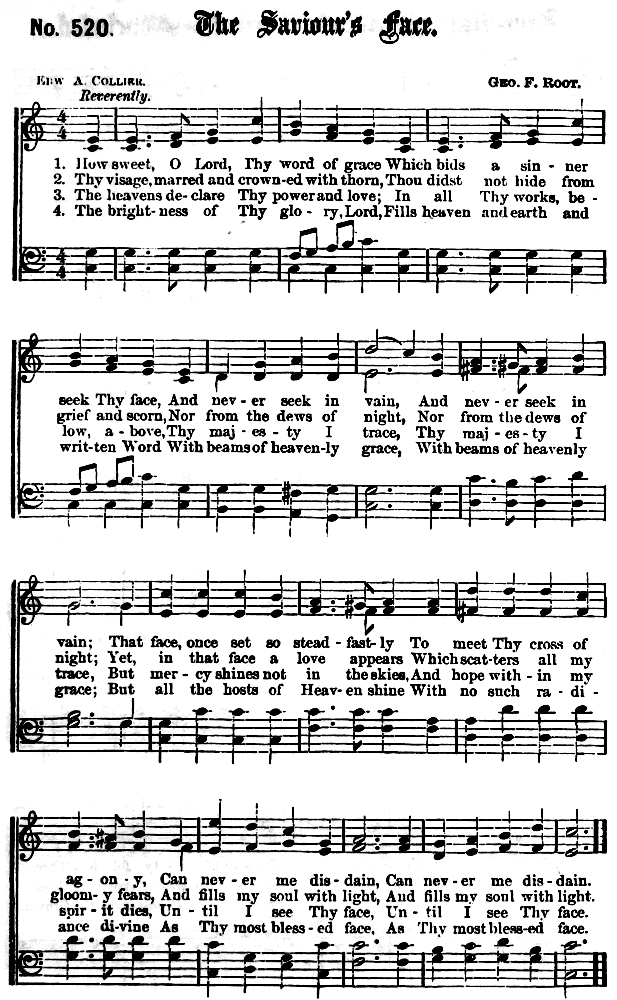 No. 520.
The Saviour's Face.
EDW A. COLLIER.
GEO. F. ROOT.
Reverently.
1. How sweet, O Lord, Thy word of grace Which bids a sin - ner
2. Thy visage, marred and crown-ed with thorn, Thou didst not hide from
3. The heavens de- clare Thy power and love; In all Thy works, be -
4. The bright- ness of Thy glo - ry, Lord, Fills heaven and earth and
seek Thy face, And nev - er seek in vain, And nev - er seek in
grief and scorn, Nor from the dews of night, Nor from the dews of
low, a - bove, Thy maj - es - ty I trace, Thy maj - es - ty I
writ-ten Word With beams of heaven-ly grace, With beams of heavenly
vain; That face, once set so stead - fast- ly To meet Thy cross of
night; Yet, in that face a love appears Which scat- ters all my
trace, But mer - cy shines not in the skies, And hope with - in my
grace; But all the hosts of Heav - en shine With no such ra - di -
ag - on - y, Can nev - er me dis - dain, Can nev - er me dis - dain.
gloom- y fears, And fills my soul with light, And fills my soul with light.
spir - it dies, Un - til I see Thy face, Un - til I see Thy face.
ance di-vine As Thy most bless - ed face, As Thy most bless - ed face.